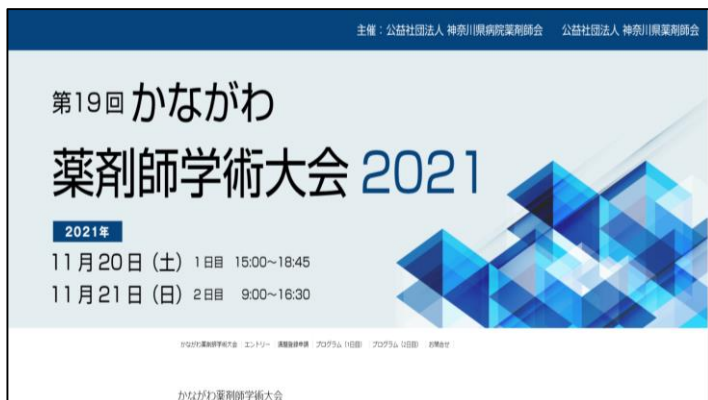 主催：公益社団法人 神奈川県病院薬剤師会　公益社団法人 神奈川県薬剤師会
第19回 かながわ
薬剤師学術大会 2021
2021年
11月20日（土） 1日目 15:00～18:45
11月21日（日） 2日目 9:00～16:30
かながわ薬剤師学術大会 エントリー 演題登録申請 プログラム（1日目） プログラム（2日目） お問合せ
かながわ薬剤師学術大会